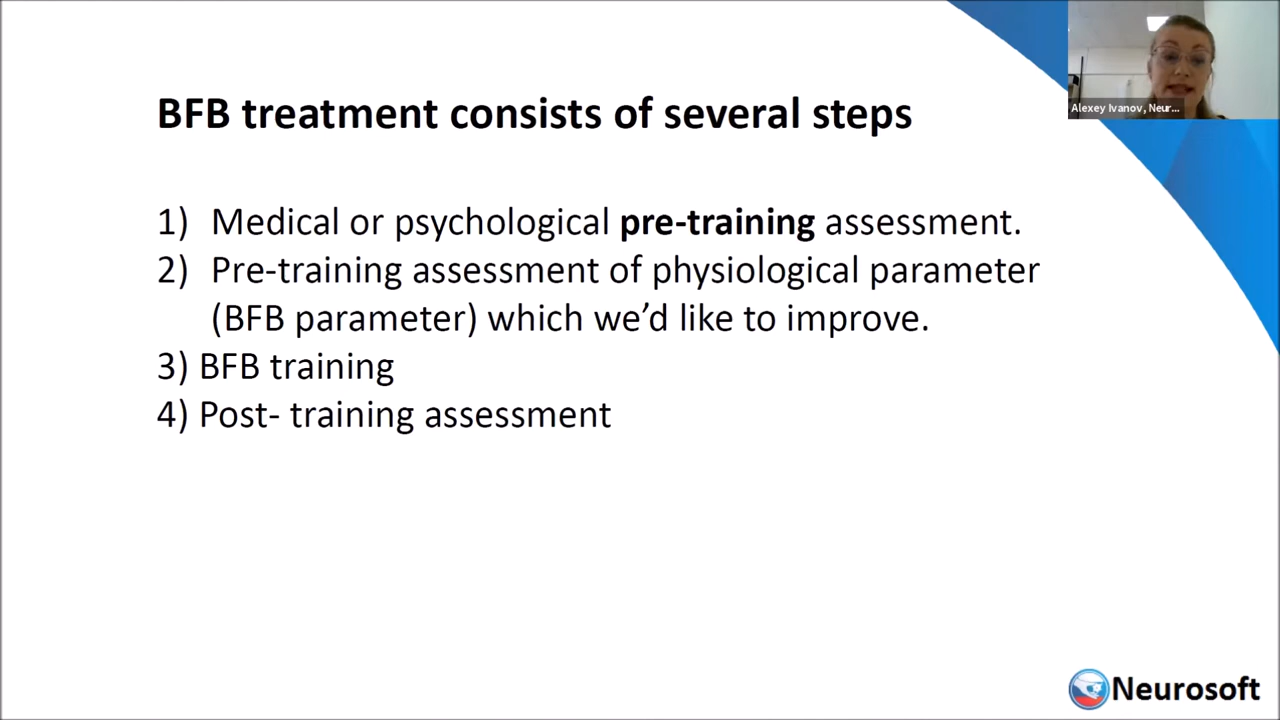 BFB treatment consists of several steps
Alexey Ivanov, Neur...
1) Medical or psychological pre-training assessment.
2) Pre-training assessment of physiological parameter
(BFB parameter) which we'd like to improve.
3) BFB training
4) Post- training assessment
Neurosoft